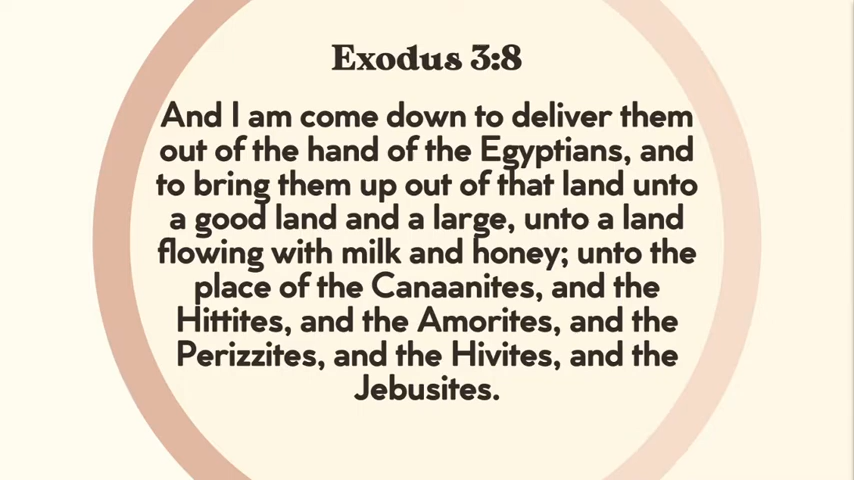 Exodus 3:8
And I am come down to deliver them
out of the hand of the Egyptians, and
to bring them up out of that land unto
a good land and a large, unto a land
flowing with milk and honey; unto the
place of the Canaanites, and the
Hittites, and the Amorites, and the
Perizzites, and the Hivites, and the
Jebusites.